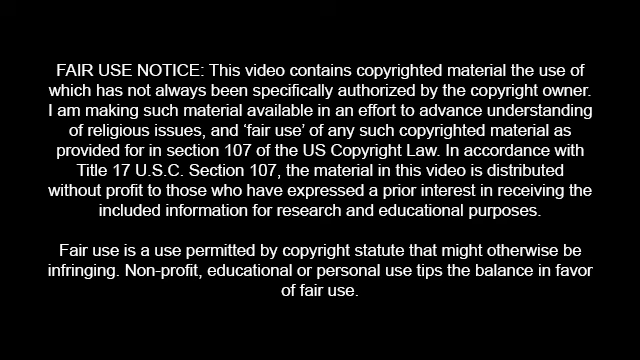 FAIR USE NOTICE: This video contains copyrighted material the use of
which has not always been specifically authorized by the copyright owner.
I am making such material available in an effort to advance understanding
of religious issues, and ‘fair use’ of any such copyrighted material as
provided for in section 107 of the US Copyright Law. In accordance with
Title 17 U.S.C. Section 107, the material in this video is distributed
without profit to those who have expressed a prior interest in receiving the
included information for research and educational purposes.
Fair use is a use permitted by copyright statute that might otherwise be
infringing. Non-profit, educational or personal use tips the balance in favor
of fair use.